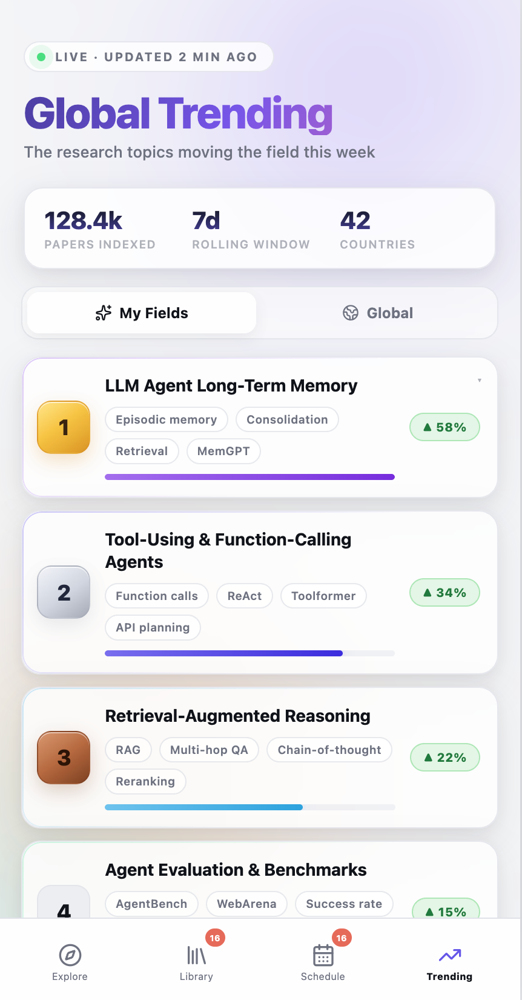 LIVE · UPDATED 2 MIN AGO
Global Trending
The research topics moving the field this week
128.4k
PAPERS INDEXED
7d
ROLLING WINDOW
42
COUNTRIES
My Fields
Global
1
LLM Agent Long-Term Memory
Episodic memory
Consolidation
Retrieval
MemGPT
▲ 58%
2
Tool-Using & Function-Calling
Agents
Function calls
ReAct
Toolformer
API planning
▲ 34%
3
Retrieval-Augmented Reasoning
RAG
Multi-hop QA
Chain-of-thought
Reranking
▲ 22%
4
Agent Evaluation & Benchmarks
AgentBench
WebArena
Success rate
▲ 15%
Explore
16
Library
16
Schedule
Trending